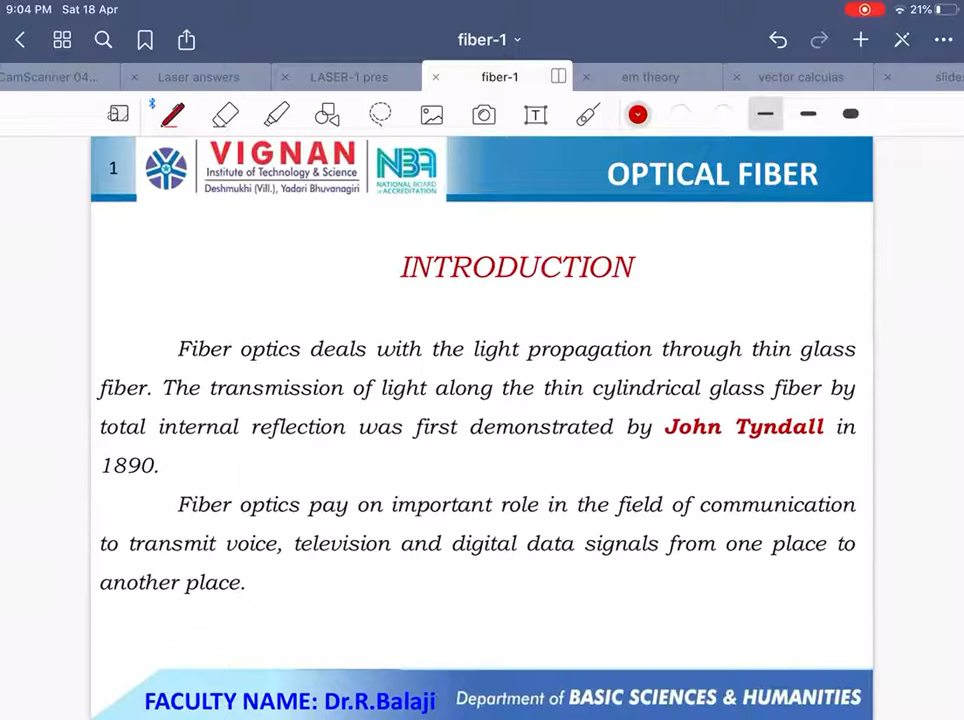 9:04 PM Sat 18 Apr 21%
fiber-1
CamScanner 04... Laser answers LASER-1 pres fiber-1 em theory vector calculas slide
1 VIGNAN
Institute of Technology & Science
Deshmukhi (Vill.), Yadari Bhuvanagiri
NBA
NATIONAL BOARD
of ACCREDITATION
OPTICAL FIBER
INTRODUCTION
Fiber optics deals with the light propagation through thin glass
fiber. The transmission of light along the thin cylindrical glass fiber by
total internal reflection was first demonstrated by John Tyndall in
1890.
Fiber optics pay on important role in the field of communication
to transmit voice, television and digital data signals from one place to
another place.
FACULTY NAME: Dr.R.Balaji Department of BASIC SCIENCES & HUMANITIES